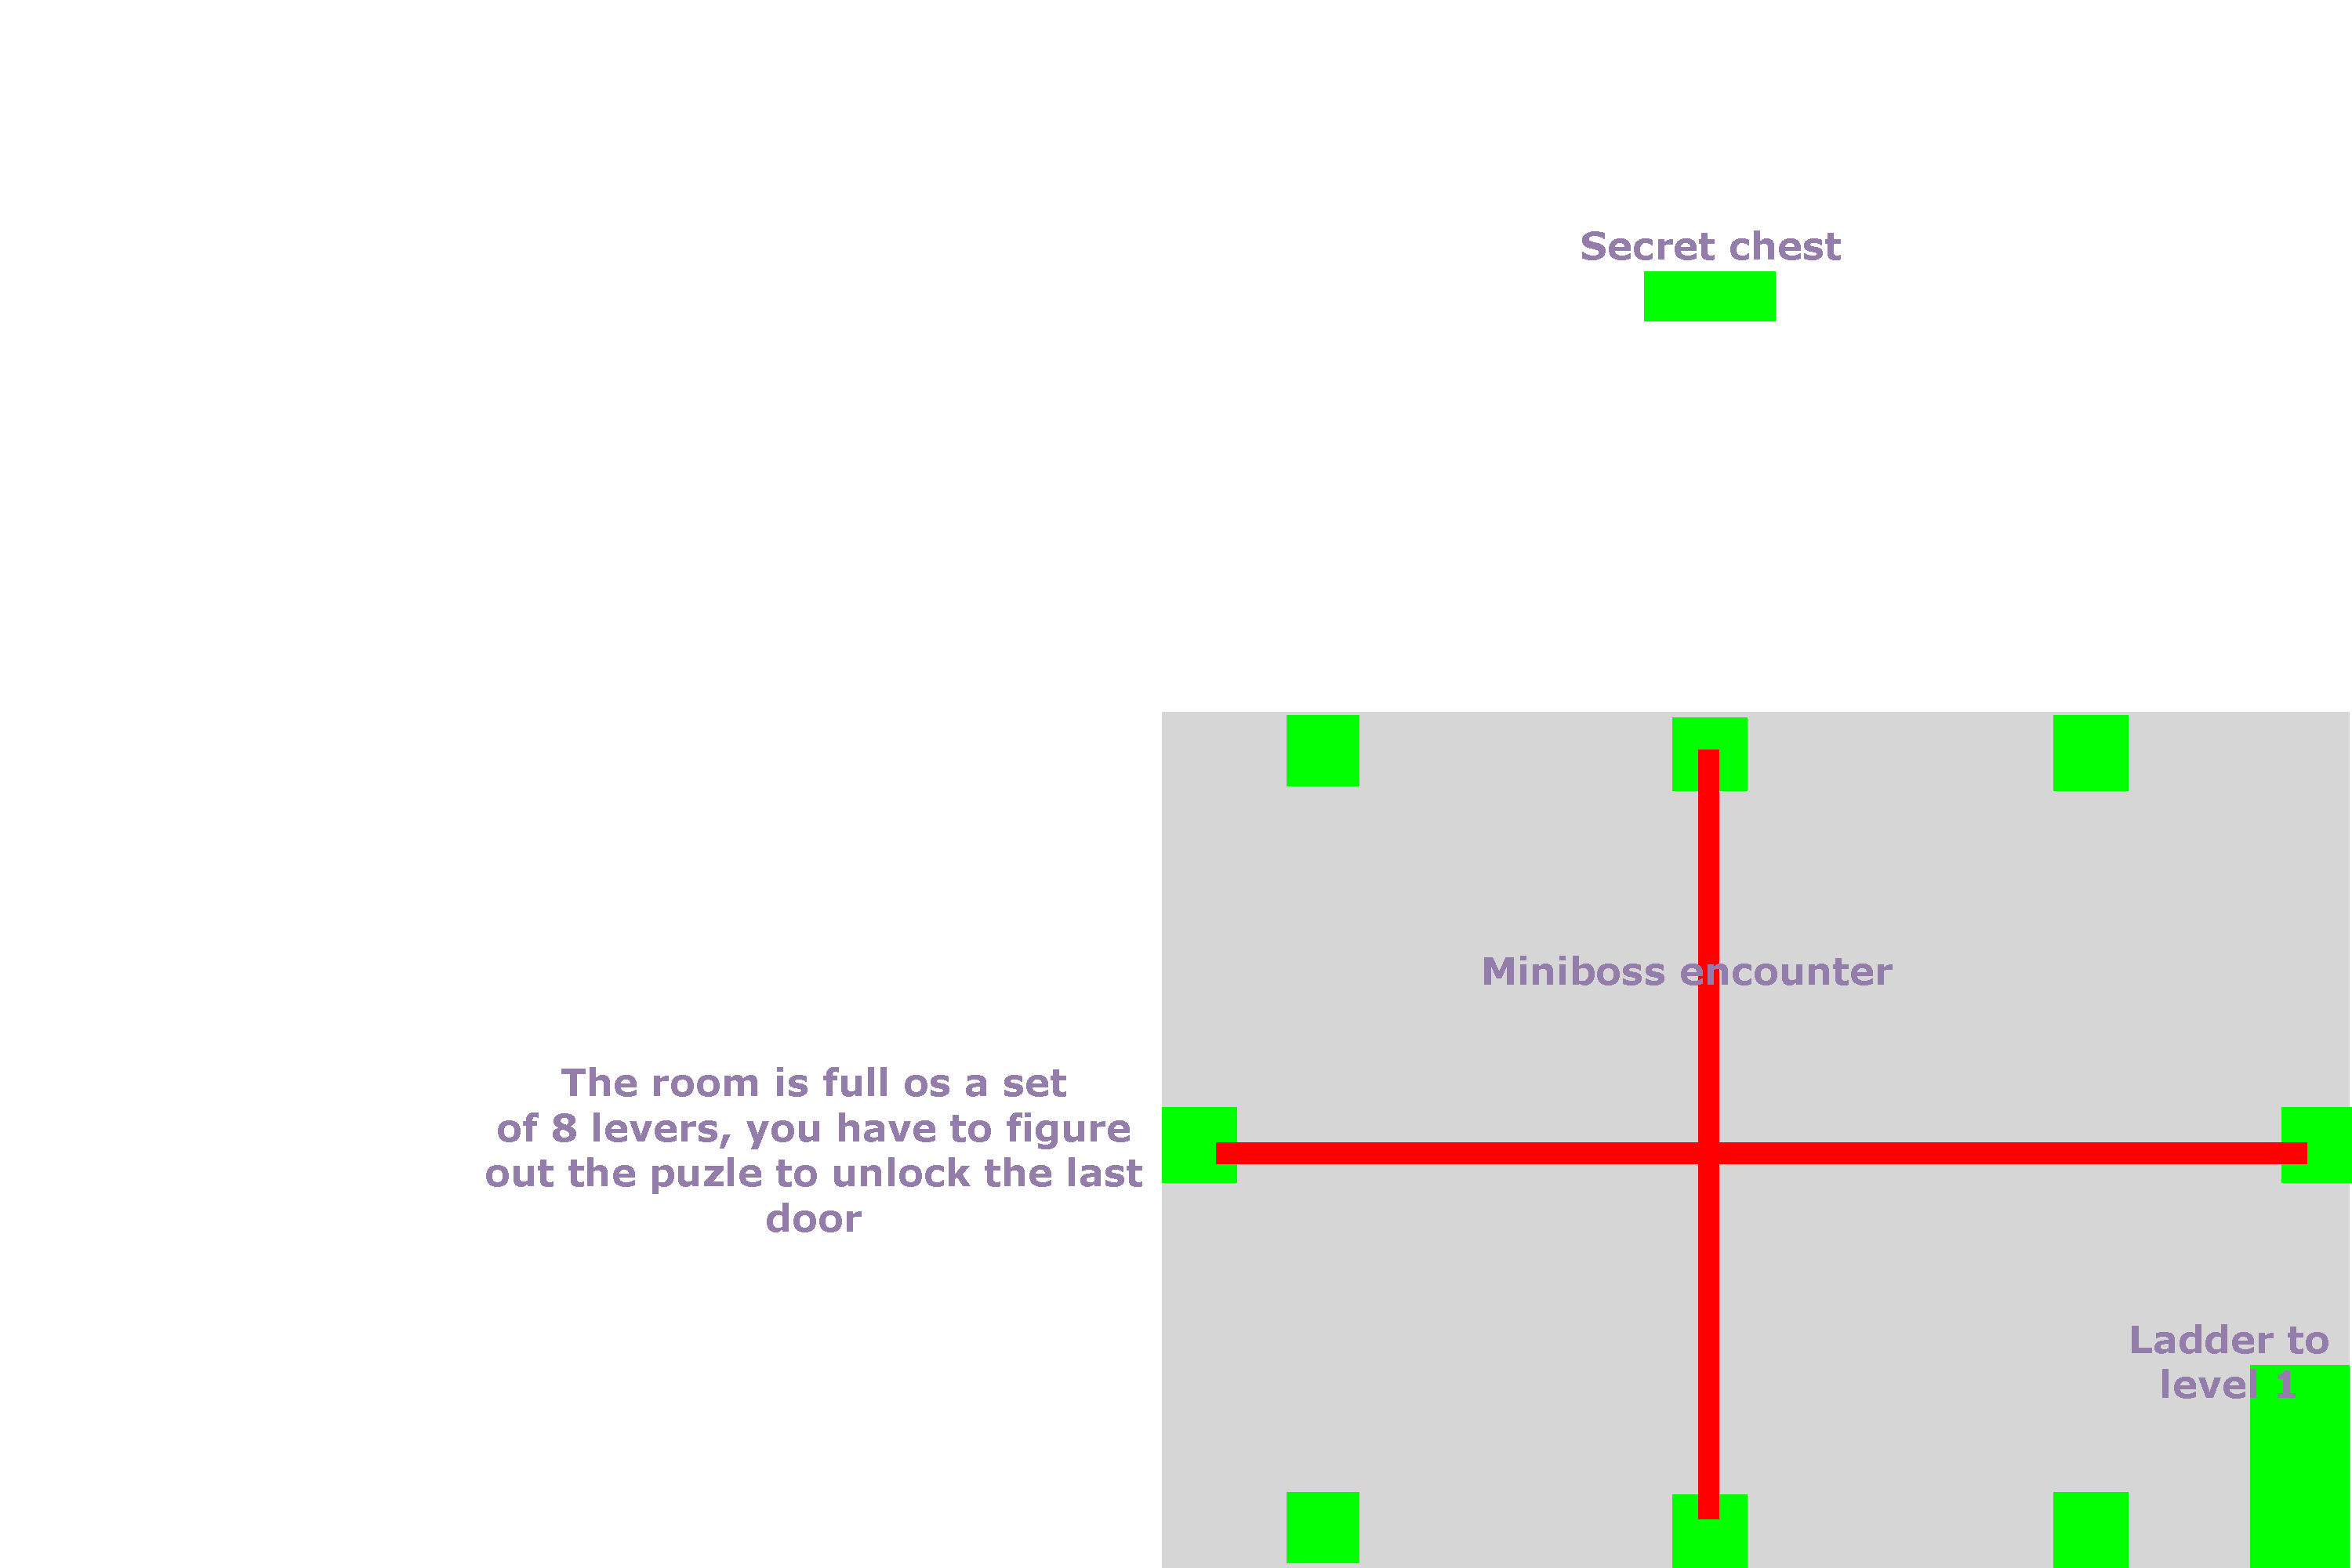 Secret chest
Miniboss encounter
The room is full os a set
of 8 levers, you have to figure
out the puzle to unlock the last
door
Ladder to
level 1